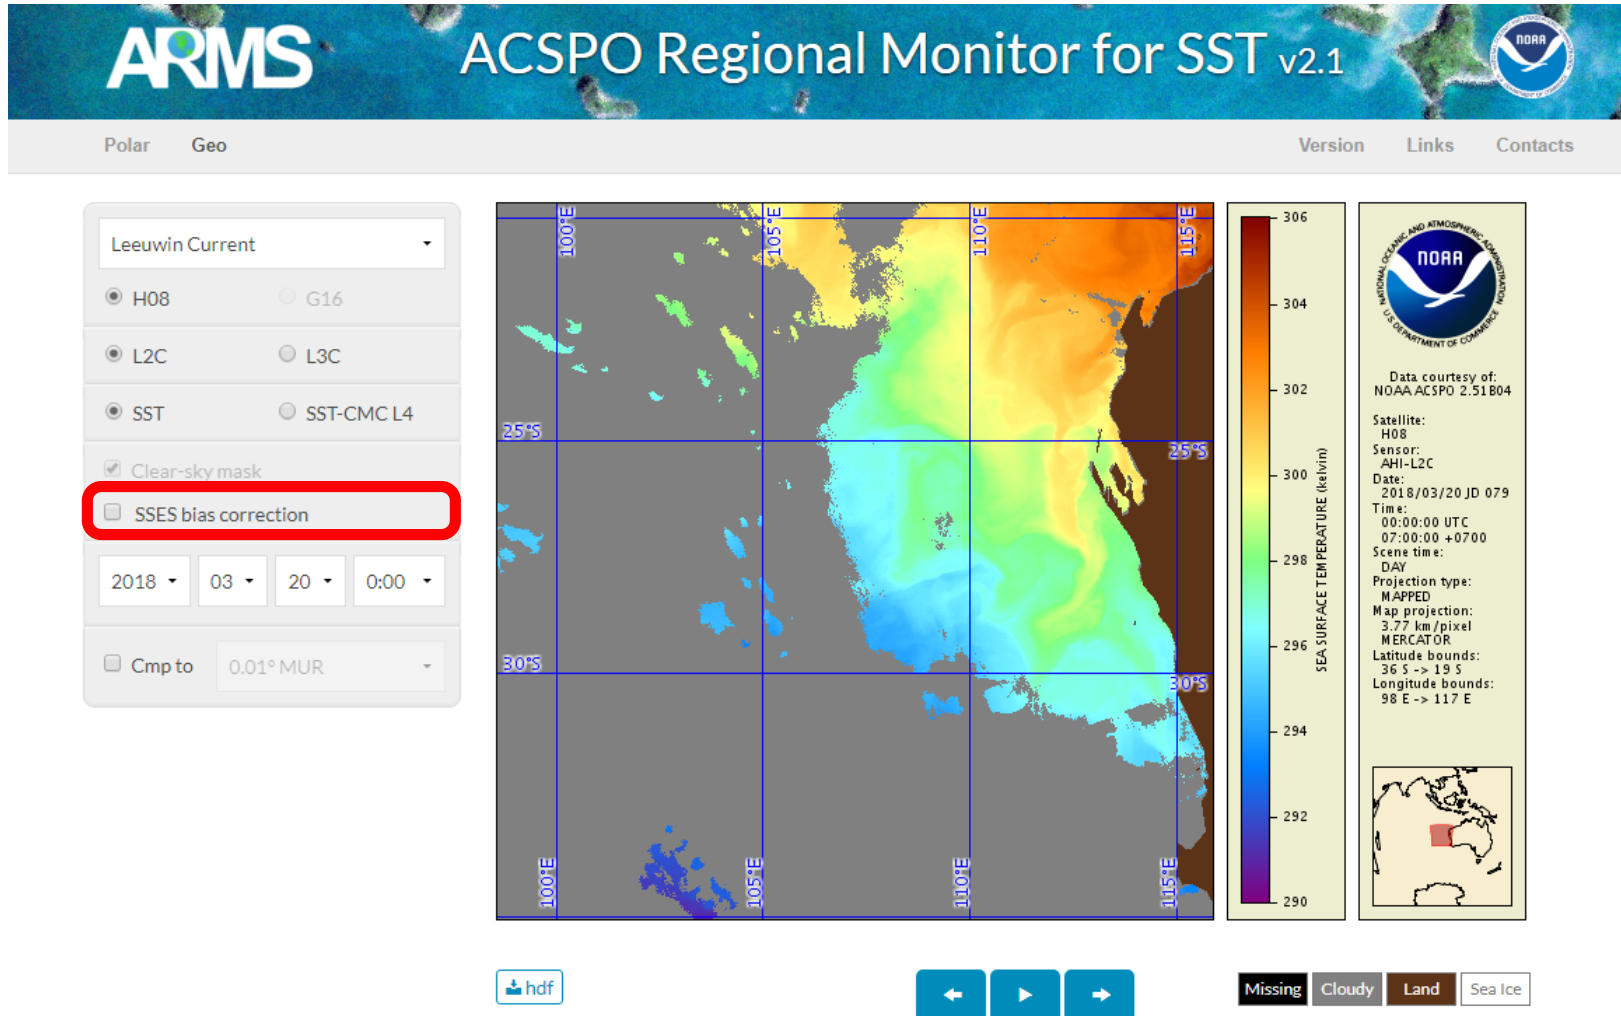 ARMS
ACSPO Regional Monitor for SST v2.1
NOAA
Polar Geo Version Links Contacts
Leeuwin Current
H08 G16
L2C L3C
SST SST-CMC L4
Clear-sky mask
SSES bias correction
2018 03 20 0:00
Cmp to 0.01° MUR
100°E 105°E 110°E 115°E
25°S 25°S
30°S 30°S
100°E 105°E 110°E 115°E
306
304
302
300
298
296
294
292
290
SEA SURFACE TEMPERATURE (kelvin)
NATIONAL OCEANIC AND ATMOSPHERIC ADMINISTRATION
NOAA
U.S. DEPARTMENT OF COMMERCE
Data courtesy of:
NOAA ACSPO 2.51B04
Satellite:
H08
Sensor:
AHI-L2C
Date:
2018/03/20 JD 079
Time:
00:00:00 UTC
07:00:00 +0700
Scene time:
DAY
Projection type:
MAPPED
Map projection:
3.77 km/pixel
MERCATOR
Latitude bounds:
36 S -> 19 S
Longitude bounds:
98 E -> 117 E
hdf
Missing Cloudy Land Sea Ice